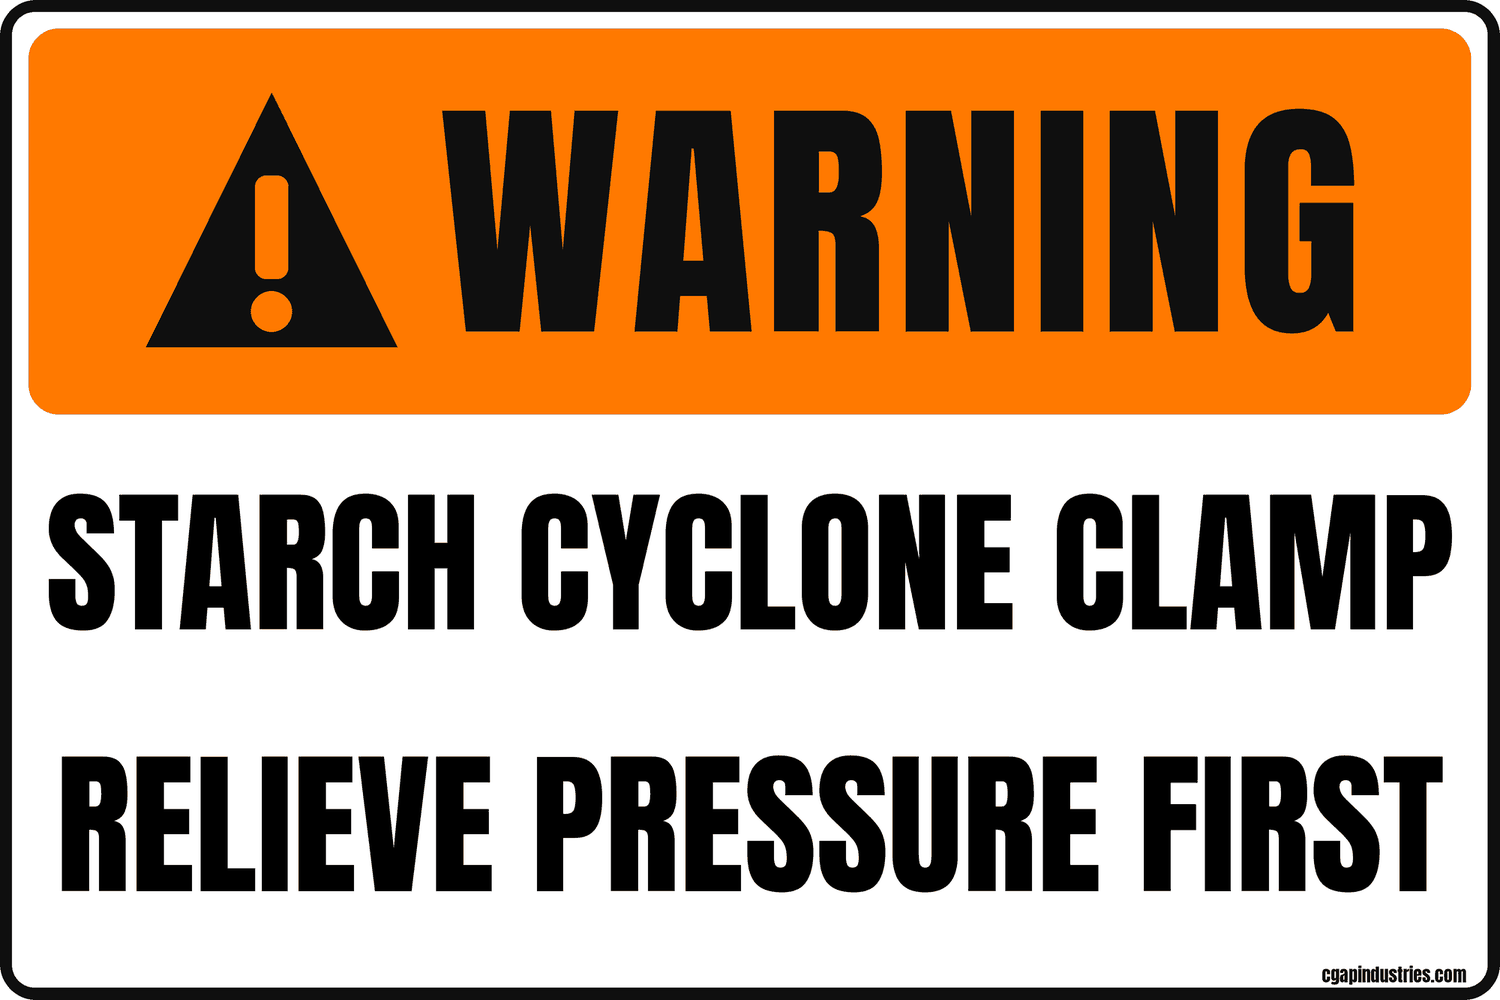 WARNING
STARCH CYCLONE CLAMP
RELIEVE PRESSURE FIRST
cgapindustries.com